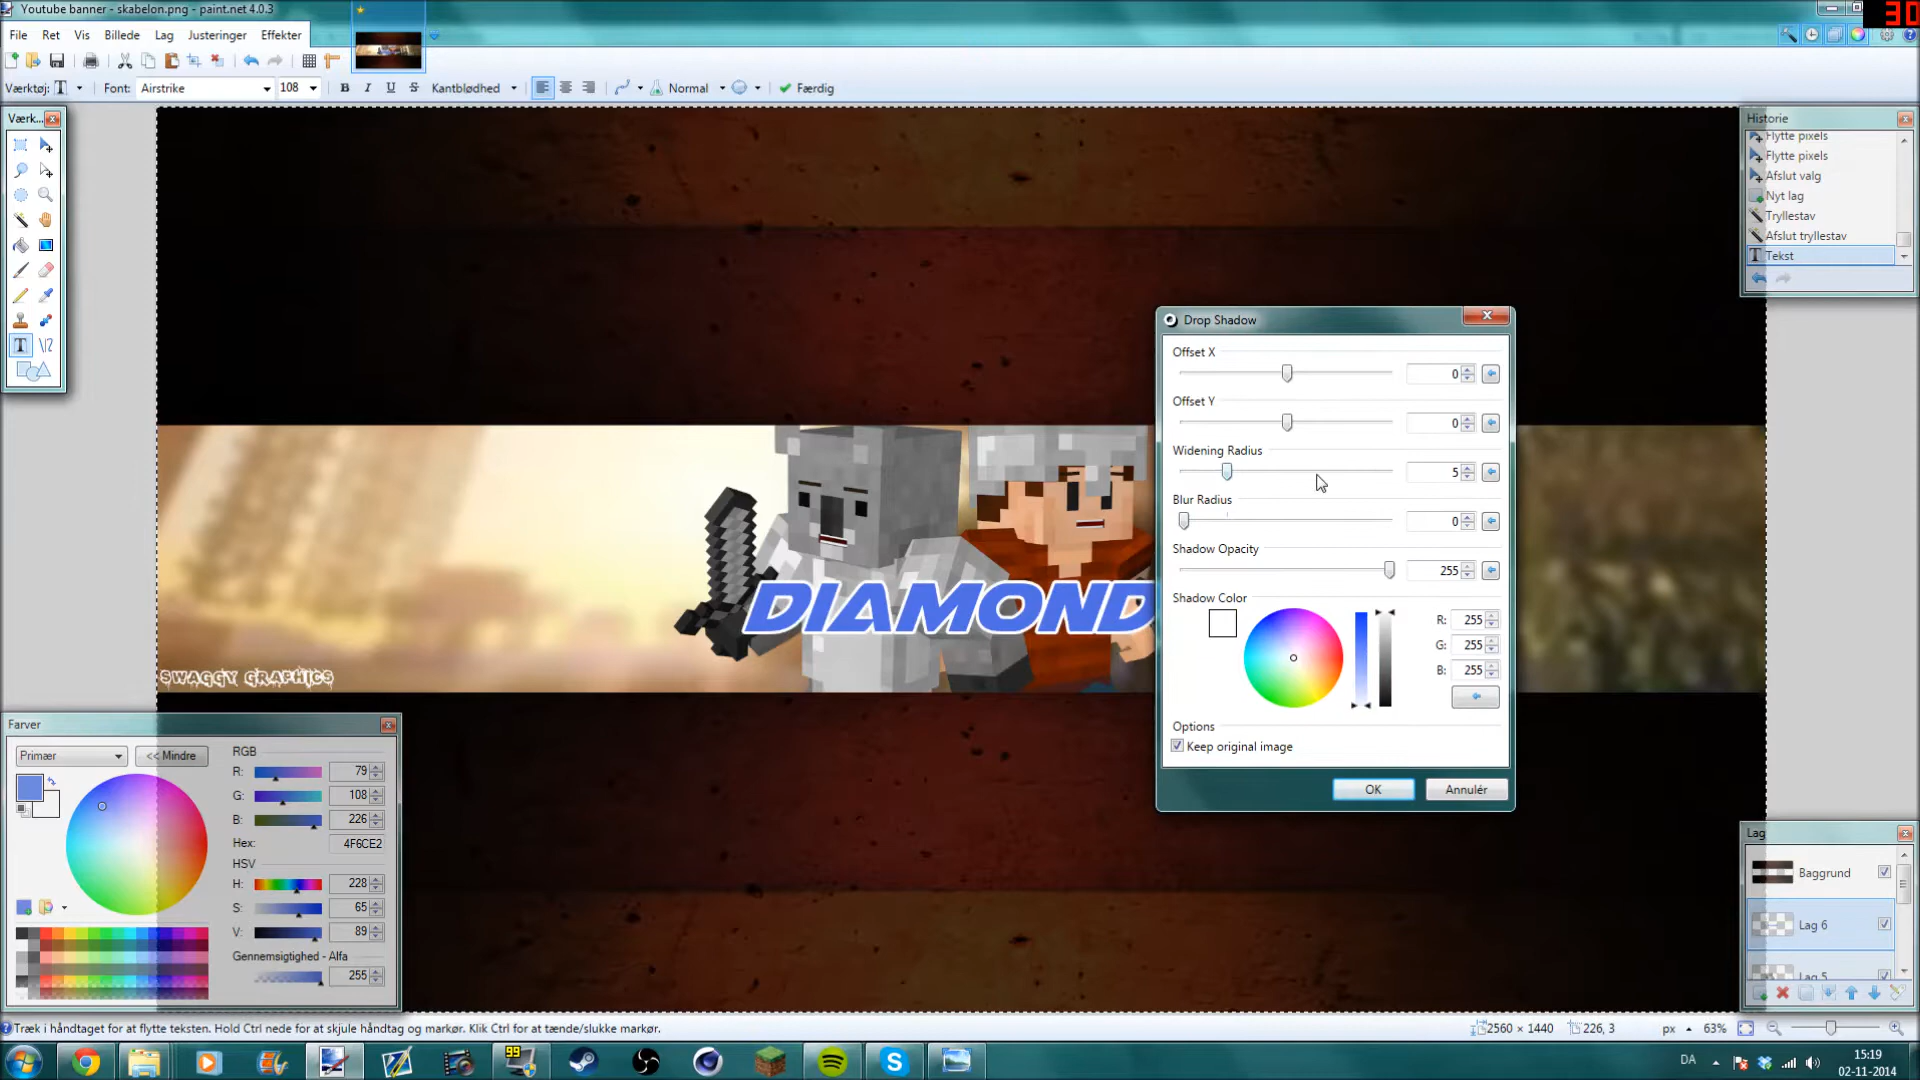 Youtube banner - skabelon.png - paint.net 4.0.3
30
File Ret Vis Billede Lag Justeringer Effekter
Værktøj: T Font: Airstrike 108 B I U S Kantblødhed Normal Færdig
Værk...
Historie
Flytte pixels
Flytte pixels
Afslut valg
Nyt lag
Tryllestav
Afslut tryllestav
Tekst
Drop Shadow
Offset X
0
Offset Y
0
Widening Radius
5
Blur Radius
0
Shadow Opacity
255
Shadow Color
R: 255
G: 255
B: 255
Options
Keep original image
OK Annulér
DIAMOND
SWAGGY GRAPHICS
Farver
Primær << Mindre
RGB
R: 79
G: 108
B: 226
Hex: 4F6CE2
HSV
H: 228
S: 65
V: 89
Gennemsigtighed - Alfa
255
Lag
Baggrund
Lag 6
Lag 5
Træk i håndtaget for at flytte teksten. Hold Ctrl nede for at skjule håndtag og markør. Klik Ctrl for at tænde/slukke markør.
2560 × 1440 226, 3 px 63%
99
DA
15:19
02-11-2014